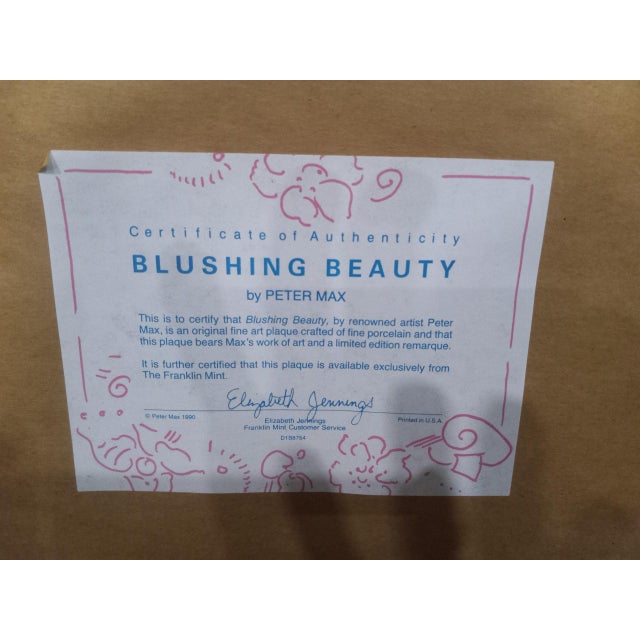 Certificate of Authenticity
BLUSHING BEAUTY
by PETER MAX
This is to certify that Blushing Beauty, by renowned artist Peter
Max, is an original fine art plaque crafted of fine porcelain and that
this plaque bears Max's work of art and a limited edition remarque.
It is further certified that this plaque is available exclusively from
The Franklin Mint.
Elizabeth Jennings
© Peter Max 1990
Elizabeth Jennings
Printed in U.S.A.
Franklin Mint Customer Service
D1S8754